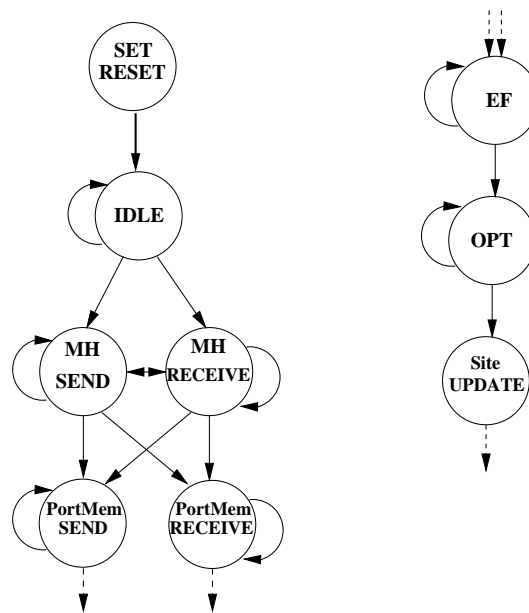 SET
RESET
IDLE
MH
SEND
MH
RECEIVE
PortMem
SEND
PortMem
RECEIVE
EF
OPT
Site
UPDATE